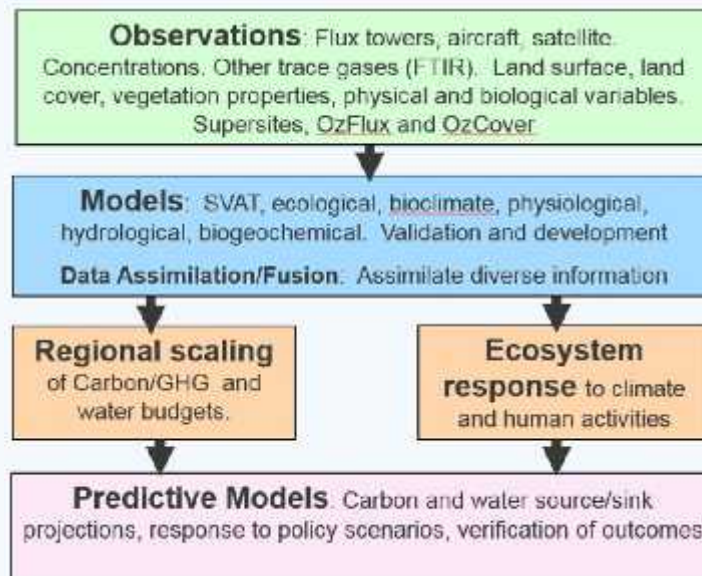 Observations: Flux towers, aircraft, satellite.
Concentrations. Other trace gases (FTIR). Land surface, land
cover, vegetation properties, physical and biological variables.
Supersites, OzFlux and OzCover
Models: SVAT, ecological, bioclimate, physiological,
hydrological, biogeochemical. Validation and development
Data Assimilation/Fusion: Assimilate diverse information
Regional scaling
of Carbon/GHG and
water budgets.
Ecosystem
response to climate
and human activities
Predictive Models. Carbon and water source/sink
projections, response to policy scenarios, verification of outcomes